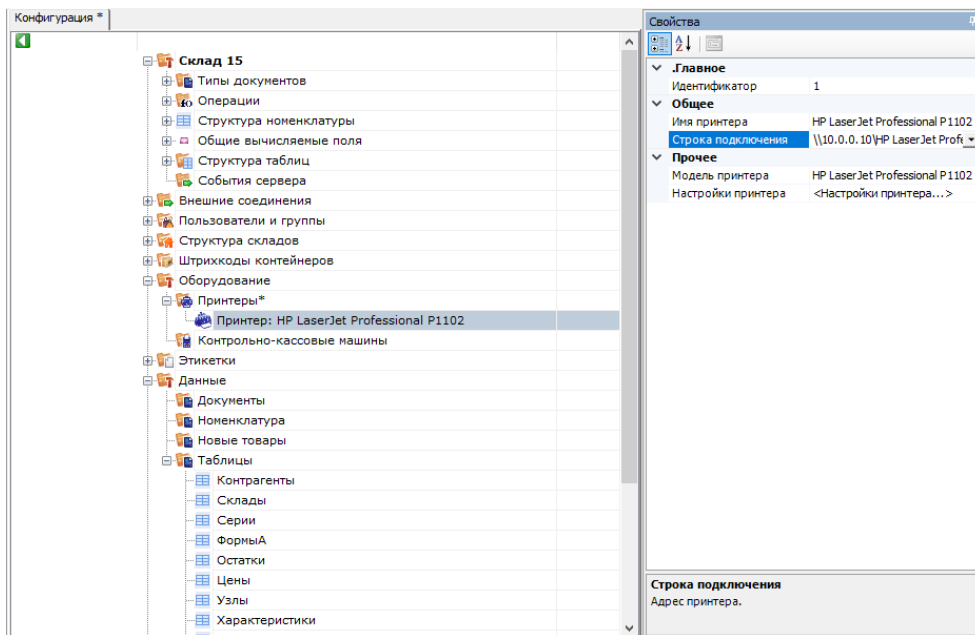 Конфигурация *
Склад 15
Типы документов
Операции
Структура номенклатуры
Общие вычисляемые поля
Структура таблиц
События сервера
Внешние соединения
Пользователи и группы
Структура складов
Штрихкоды контейнеров
Оборудование
Принтеры*
Принтер: HP LaserJet Professional P1102
Контрольно-кассовые машины
Этикетки
Данные
Документы
Номенклатура
Новые товары
Таблицы
Контрагенты
Склады
Серии
ФормыА
Остатки
Цены
Узлы
Характеристики
Свойства
.Главное
Идентификатор 1
Общее
Имя принтера HP LaserJet Professional P1102
Строка подключения \\10.0.0.10\HP LaserJet Profe
Прочее
Модель принтера HP LaserJet Professional P1102
Настройки принтера <Настройки принтера...>
Строка подключения
Адрес принтера.